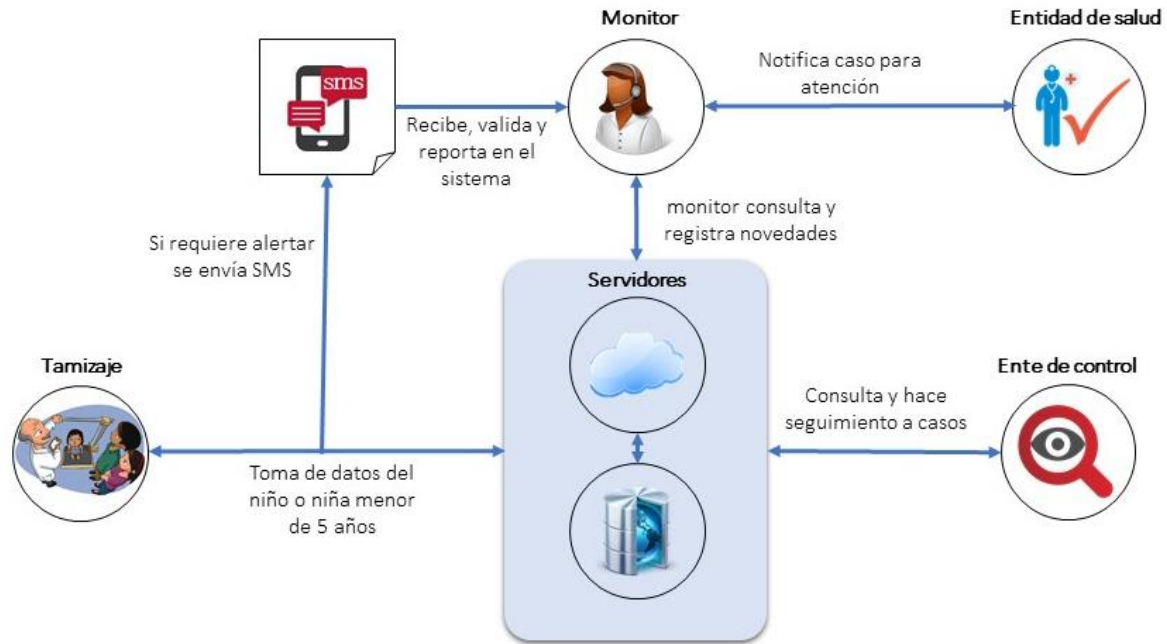 Monitor
Entidad de salud
sms
Notifica caso para
atención
Recibe, valida y
reporta en el
sistema
monitor consulta y
registra novedades
Si requiere alertar
se envía SMS
Servidores
Tamizaje
Ente de control
Consulta y hace
seguimiento a casos
Toma de datos del
niño o niña menor
de 5 años